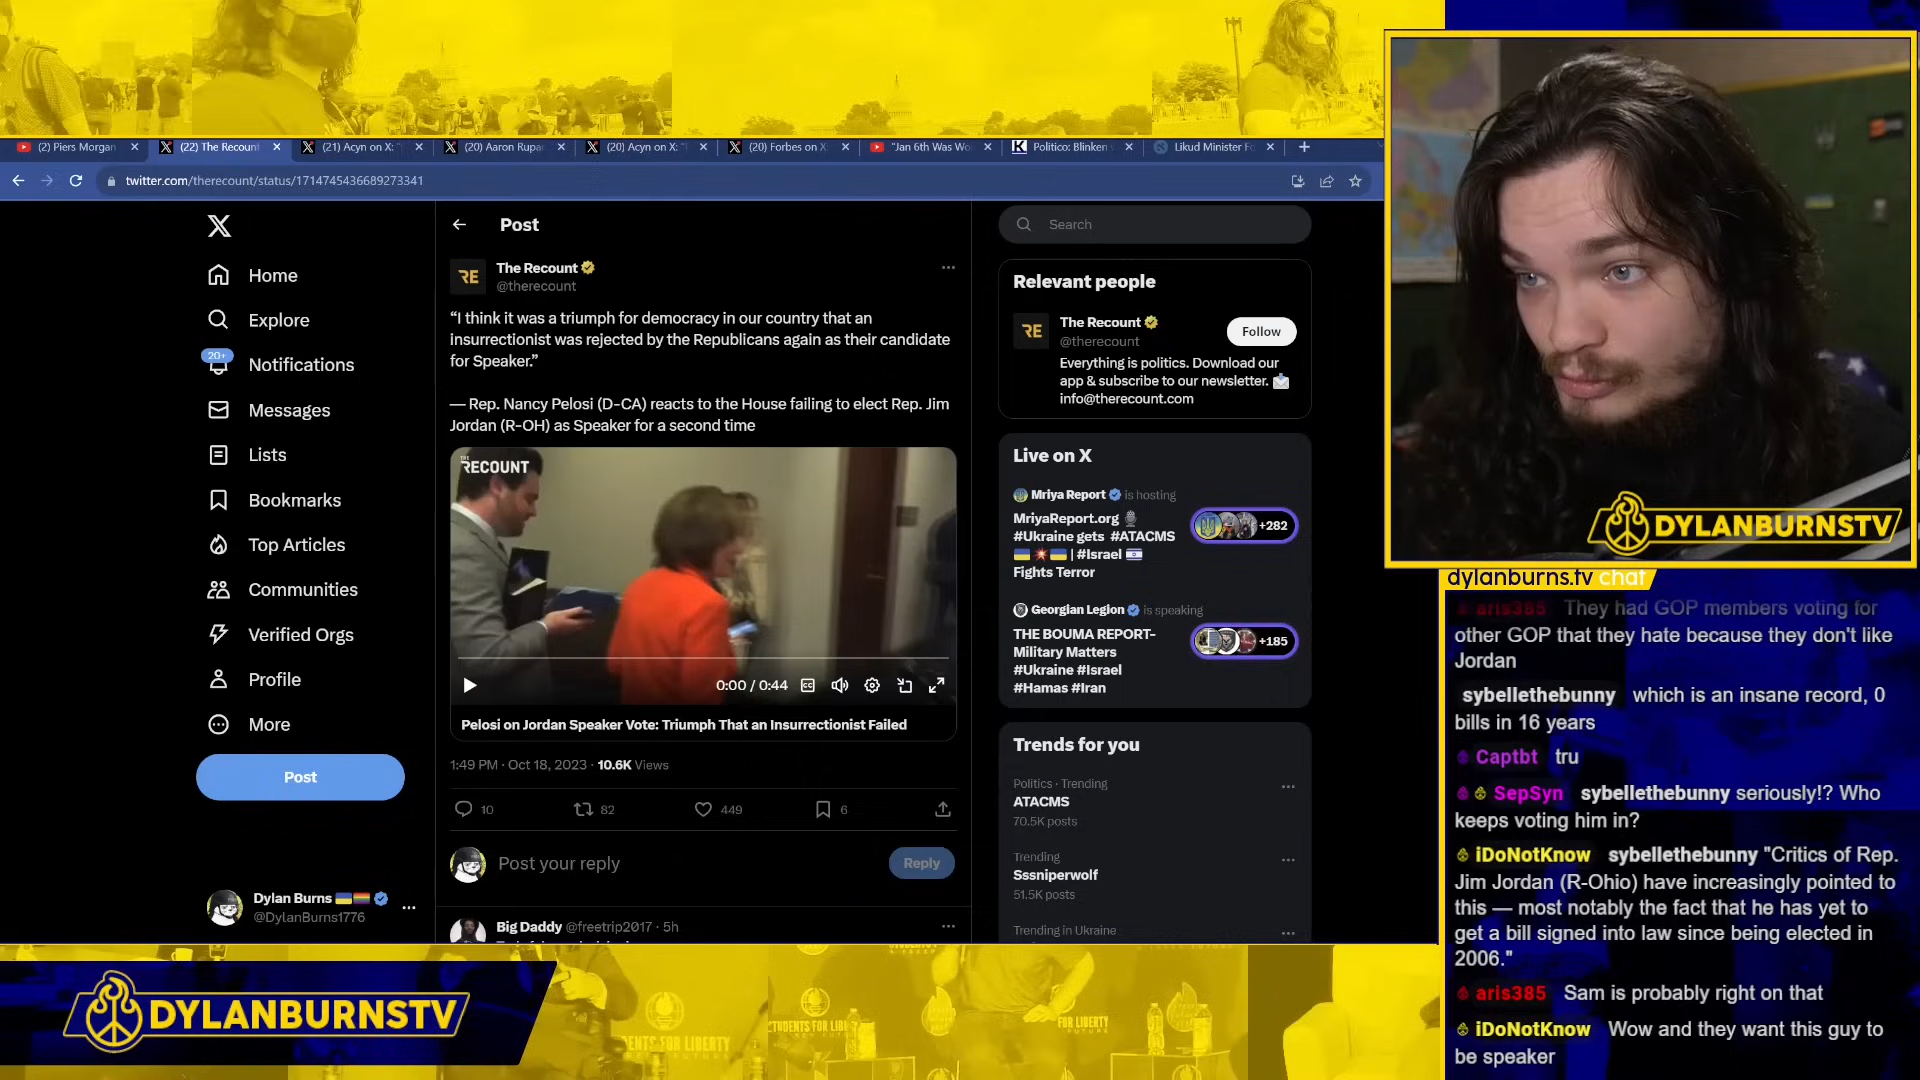 (2) Piers Morgan
(22) The Recount
(21) Acyn on X: "
(20) Aaron Rupar
(20) Acyn on X: "
(20) Forbes on X
"Jan 6th Was Wo
Politico: Blinken
Likud Minister Fo
twitter.com/therecount/status/1714745436689273341
Home
Explore
20+
Notifications
Messages
Lists
Bookmarks
Top Articles
Communities
Verified Orgs
Profile
More
Post
Dylan Burns
@DylanBurns1776
Post
RE
The Recount
@therecount
“I think it was a triumph for democracy in our country that an
insurrectionist was rejected by the Republicans again as their candidate
for Speaker.”
— Rep. Nancy Pelosi (D-CA) reacts to the House failing to elect Rep. Jim
Jordan (R-OH) as Speaker for a second time
THE
RECOUNT
0:00 / 0:44
Pelosi on Jordan Speaker Vote: Triumph That an Insurrectionist Failed
1:49 PM · Oct 18, 2023 · 10.6K Views
10
82
449
6
Post your reply
Reply
Big Daddy @freetrip2017 · 5h
Search
Relevant people
RE
The Recount
@therecount
Follow
Everything is politics. Download our
app & subscribe to our newsletter.
info@therecount.com
Live on X
Mriya Report is hosting
MriyaReport.org
#Ukraine gets #ATACMS
| #Israel
Fights Terror
+282
Georgian Legion is speaking
THE BOUMA REPORT-
Military Matters
#Ukraine #Israel
#Hamas #Iran
+185
Trends for you
Politics · Trending
ATACMS
70.5K posts
Trending
Sssniperwolf
51.5K posts
Trending in Ukraine
DYLANBURNSTV
dylanburns.tv chat
aris385 They had GOP members voting for
other GOP that they hate because they don't like
Jordan
sybellethebunny which is an insane record, 0
bills in 16 years
Captbt tru
SepSyn sybellethebunny seriously!? Who
keeps voting him in?
iDoNotKnow sybellethebunny "Critics of Rep.
Jim Jordan (R-Ohio) have increasingly pointed to
this — most notably the fact that he has yet to
get a bill signed into law since being elected in
2006."
aris385 Sam is probably right on that
iDoNotKnow Wow and they want this guy to
be speaker
DYLANBURNSTV
FOR LIBERTY